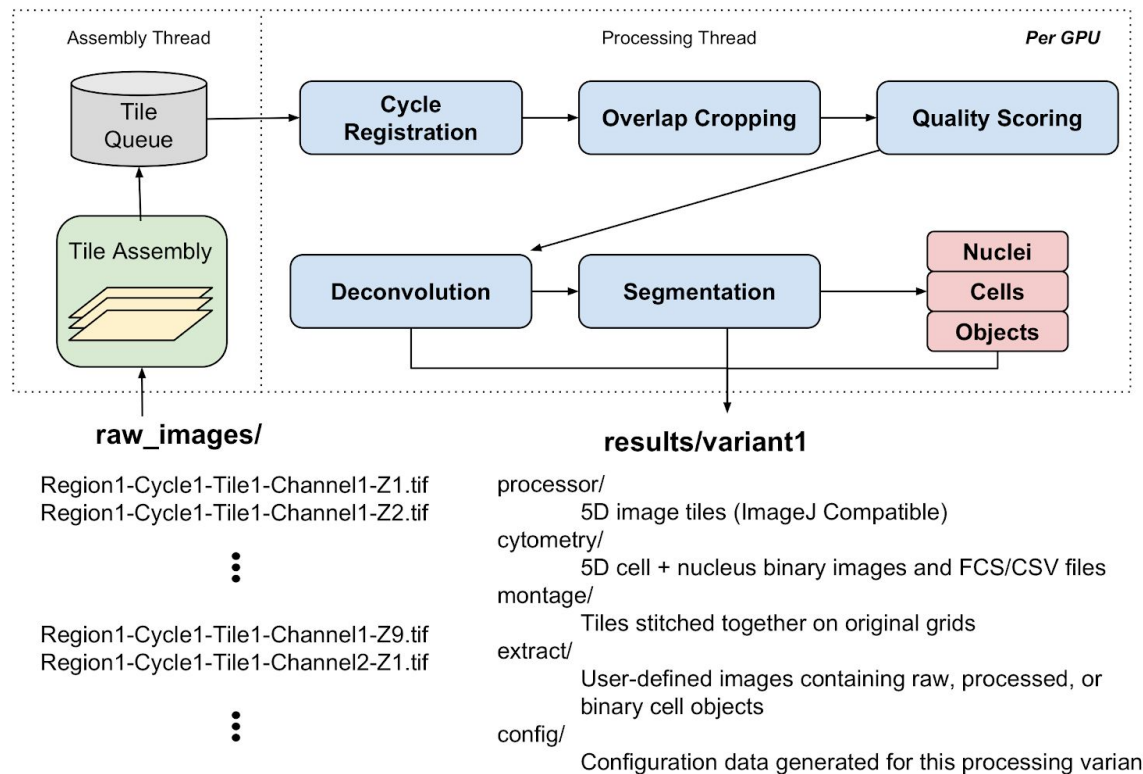 Assembly Thread
Processing Thread
Per GPU
Tile
Queue
Cycle
Registration
Overlap Cropping
Quality Scoring
Tile Assembly
Deconvolution
Segmentation
Nuclei
Cells
Objects
raw_images/
Region1-Cycle1-Tile1-Channel1-Z1.tif
Region1-Cycle1-Tile1-Channel1-Z2.tif
Region1-Cycle1-Tile1-Channel1-Z9.tif
Region1-Cycle1-Tile1-Channel2-Z1.tif
results/variant1
processor/
5D image tiles (ImageJ Compatible)
cytometry/
5D cell + nucleus binary images and FCS/CSV files
montage/
Tiles stitched together on original grids
extract/
User-defined images containing raw, processed, or
binary cell objects
config/
Configuration data generated for this processing varian